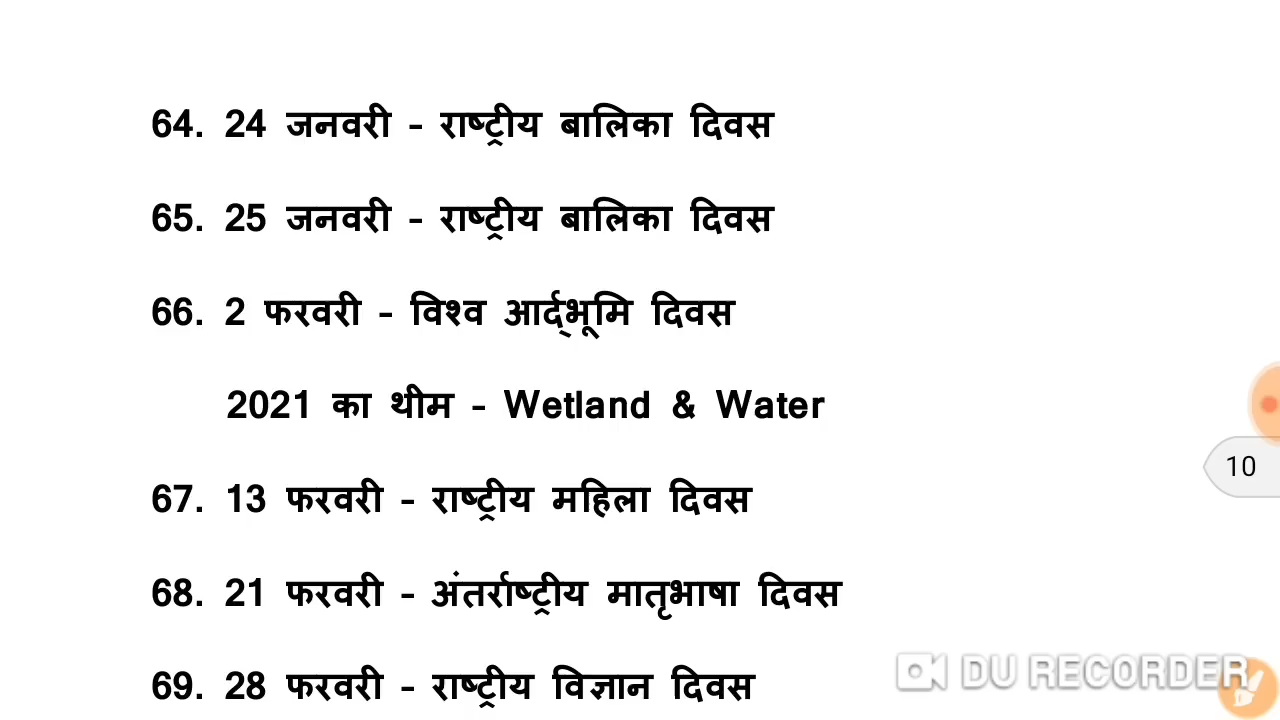 64. 24 जनवरी - राष्ट्रीय बालिका दिवस
65. 25 जनवरी - राष्ट्रीय बालिका दिवस
66. 2 फरवरी - विश्व आर्द्भूमि दिवस
2021 का थीम - Wetland & Water
10
67. 13 फरवरी - राष्ट्रीय महिला दिवस
68. 21 फरवरी - अंतर्राष्ट्रीय मातृभाषा दिवस
69. 28 फरवरी - राष्ट्रीय विज्ञान दिवस
DU RECORDER